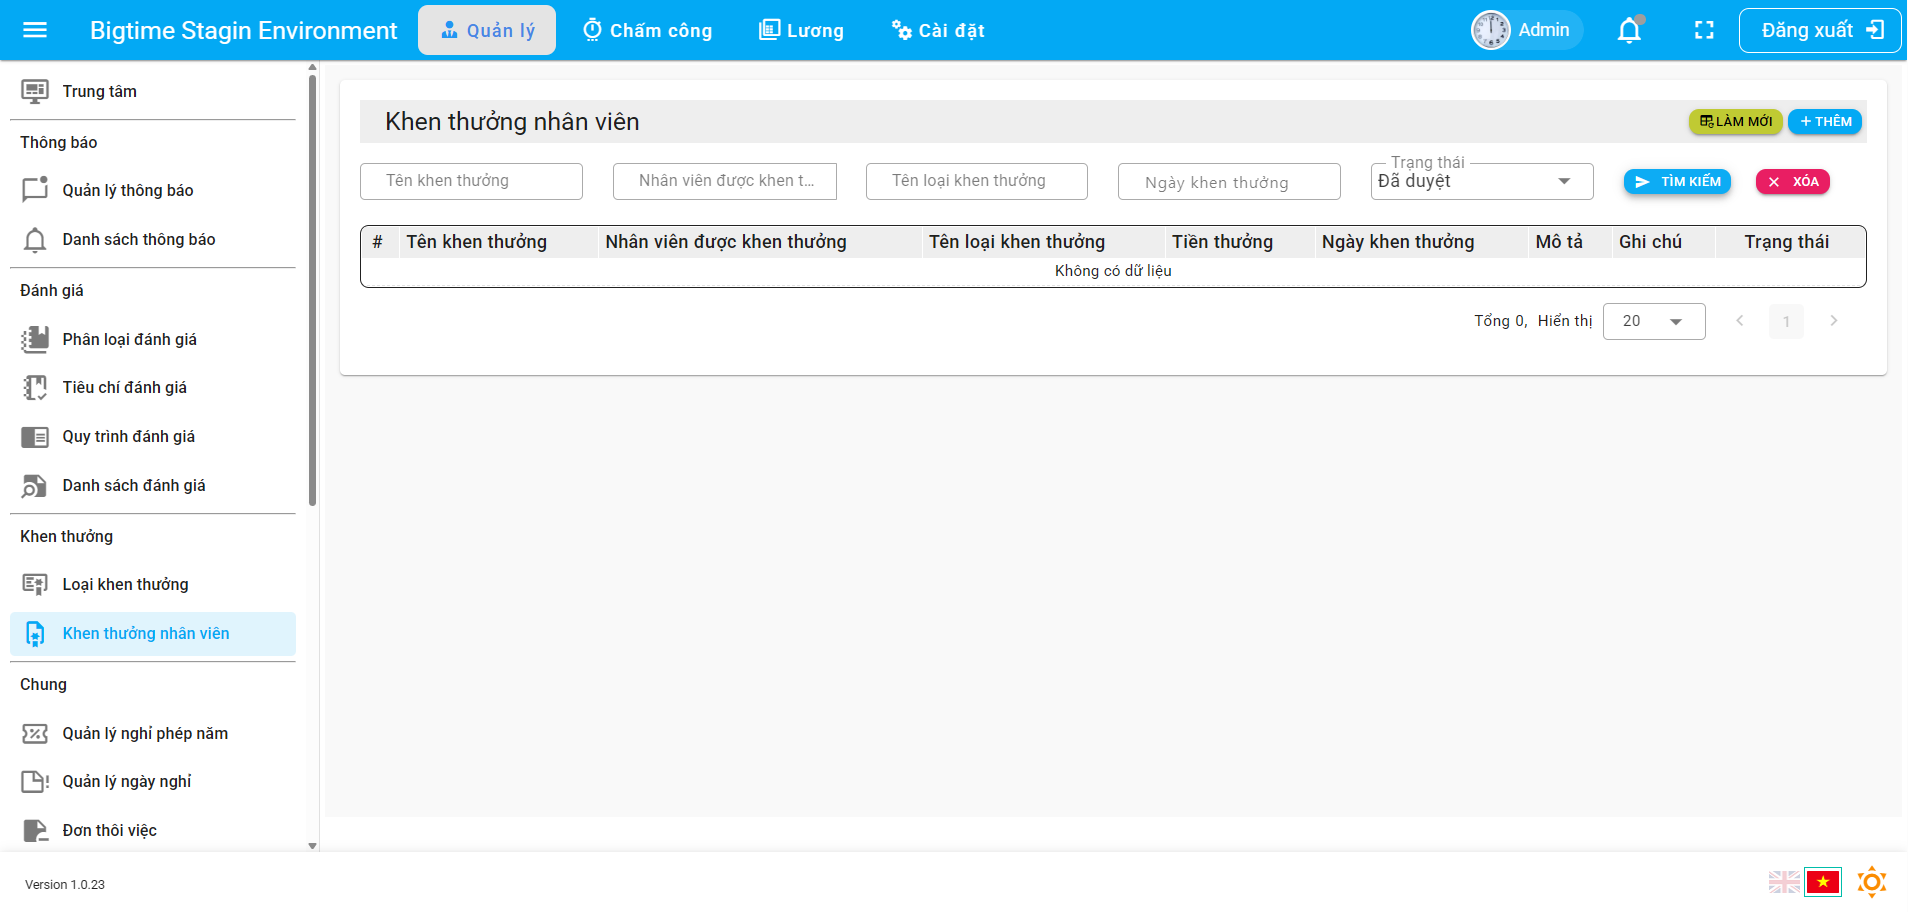 Bigtime Stagin Environment
Quản lý
Chấm công
Lương
Cài đặt
Admin
Đăng xuất
Trung tâm
Thông báo
Quản lý thông báo
Danh sách thông báo
Đánh giá
Phân loại đánh giá
Tiêu chí đánh giá
Quy trình đánh giá
Danh sách đánh giá
Khen thưởng
Loại khen thưởng
Khen thưởng nhân viên
Chung
Quản lý nghỉ phép năm
Quản lý ngày nghỉ
Đơn thôi việc
Khen thưởng nhân viên
LÀM MỚI
THÊM
Tên khen thưởng
Nhân viên được khen t...
Tên loại khen thưởng
Ngày khen thưởng
Trạng thái
Đã duyệt
TÌM KIẾM
XÓA
# Tên khen thưởng Nhân viên được khen thưởng Tên loại khen thưởng Tiền thưởng Ngày khen thưởng Mô tả Ghi chú Trạng thái
Không có dữ liệu
Tổng 0, Hiển thị 20 1
Version 1.0.23